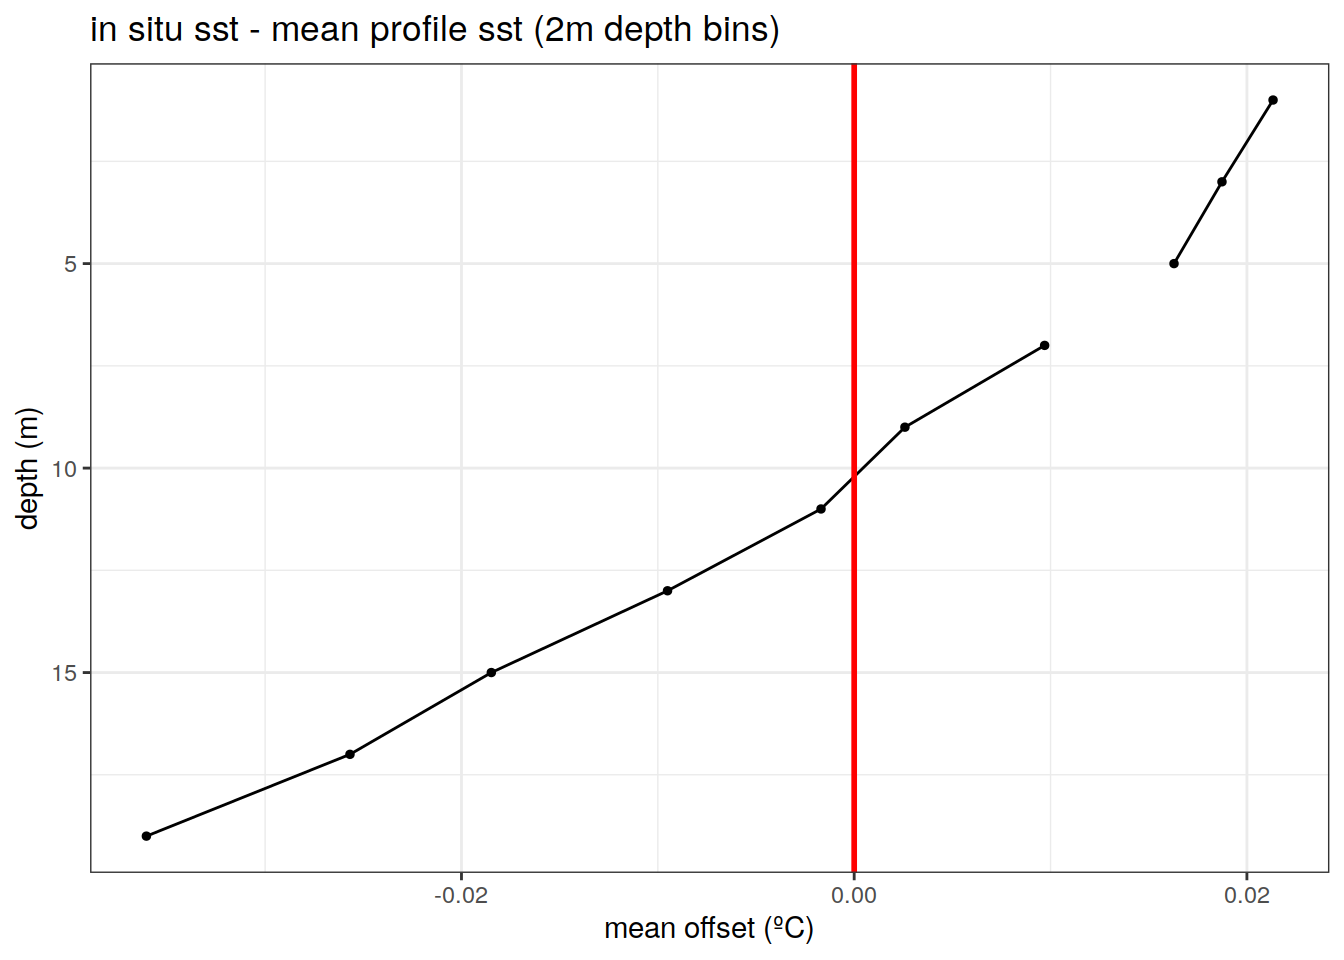 in situ sst - mean profile sst (2m depth bins)
depth (m)
5
10
15
-0.02
0.00
0.02
mean offset (ºC)